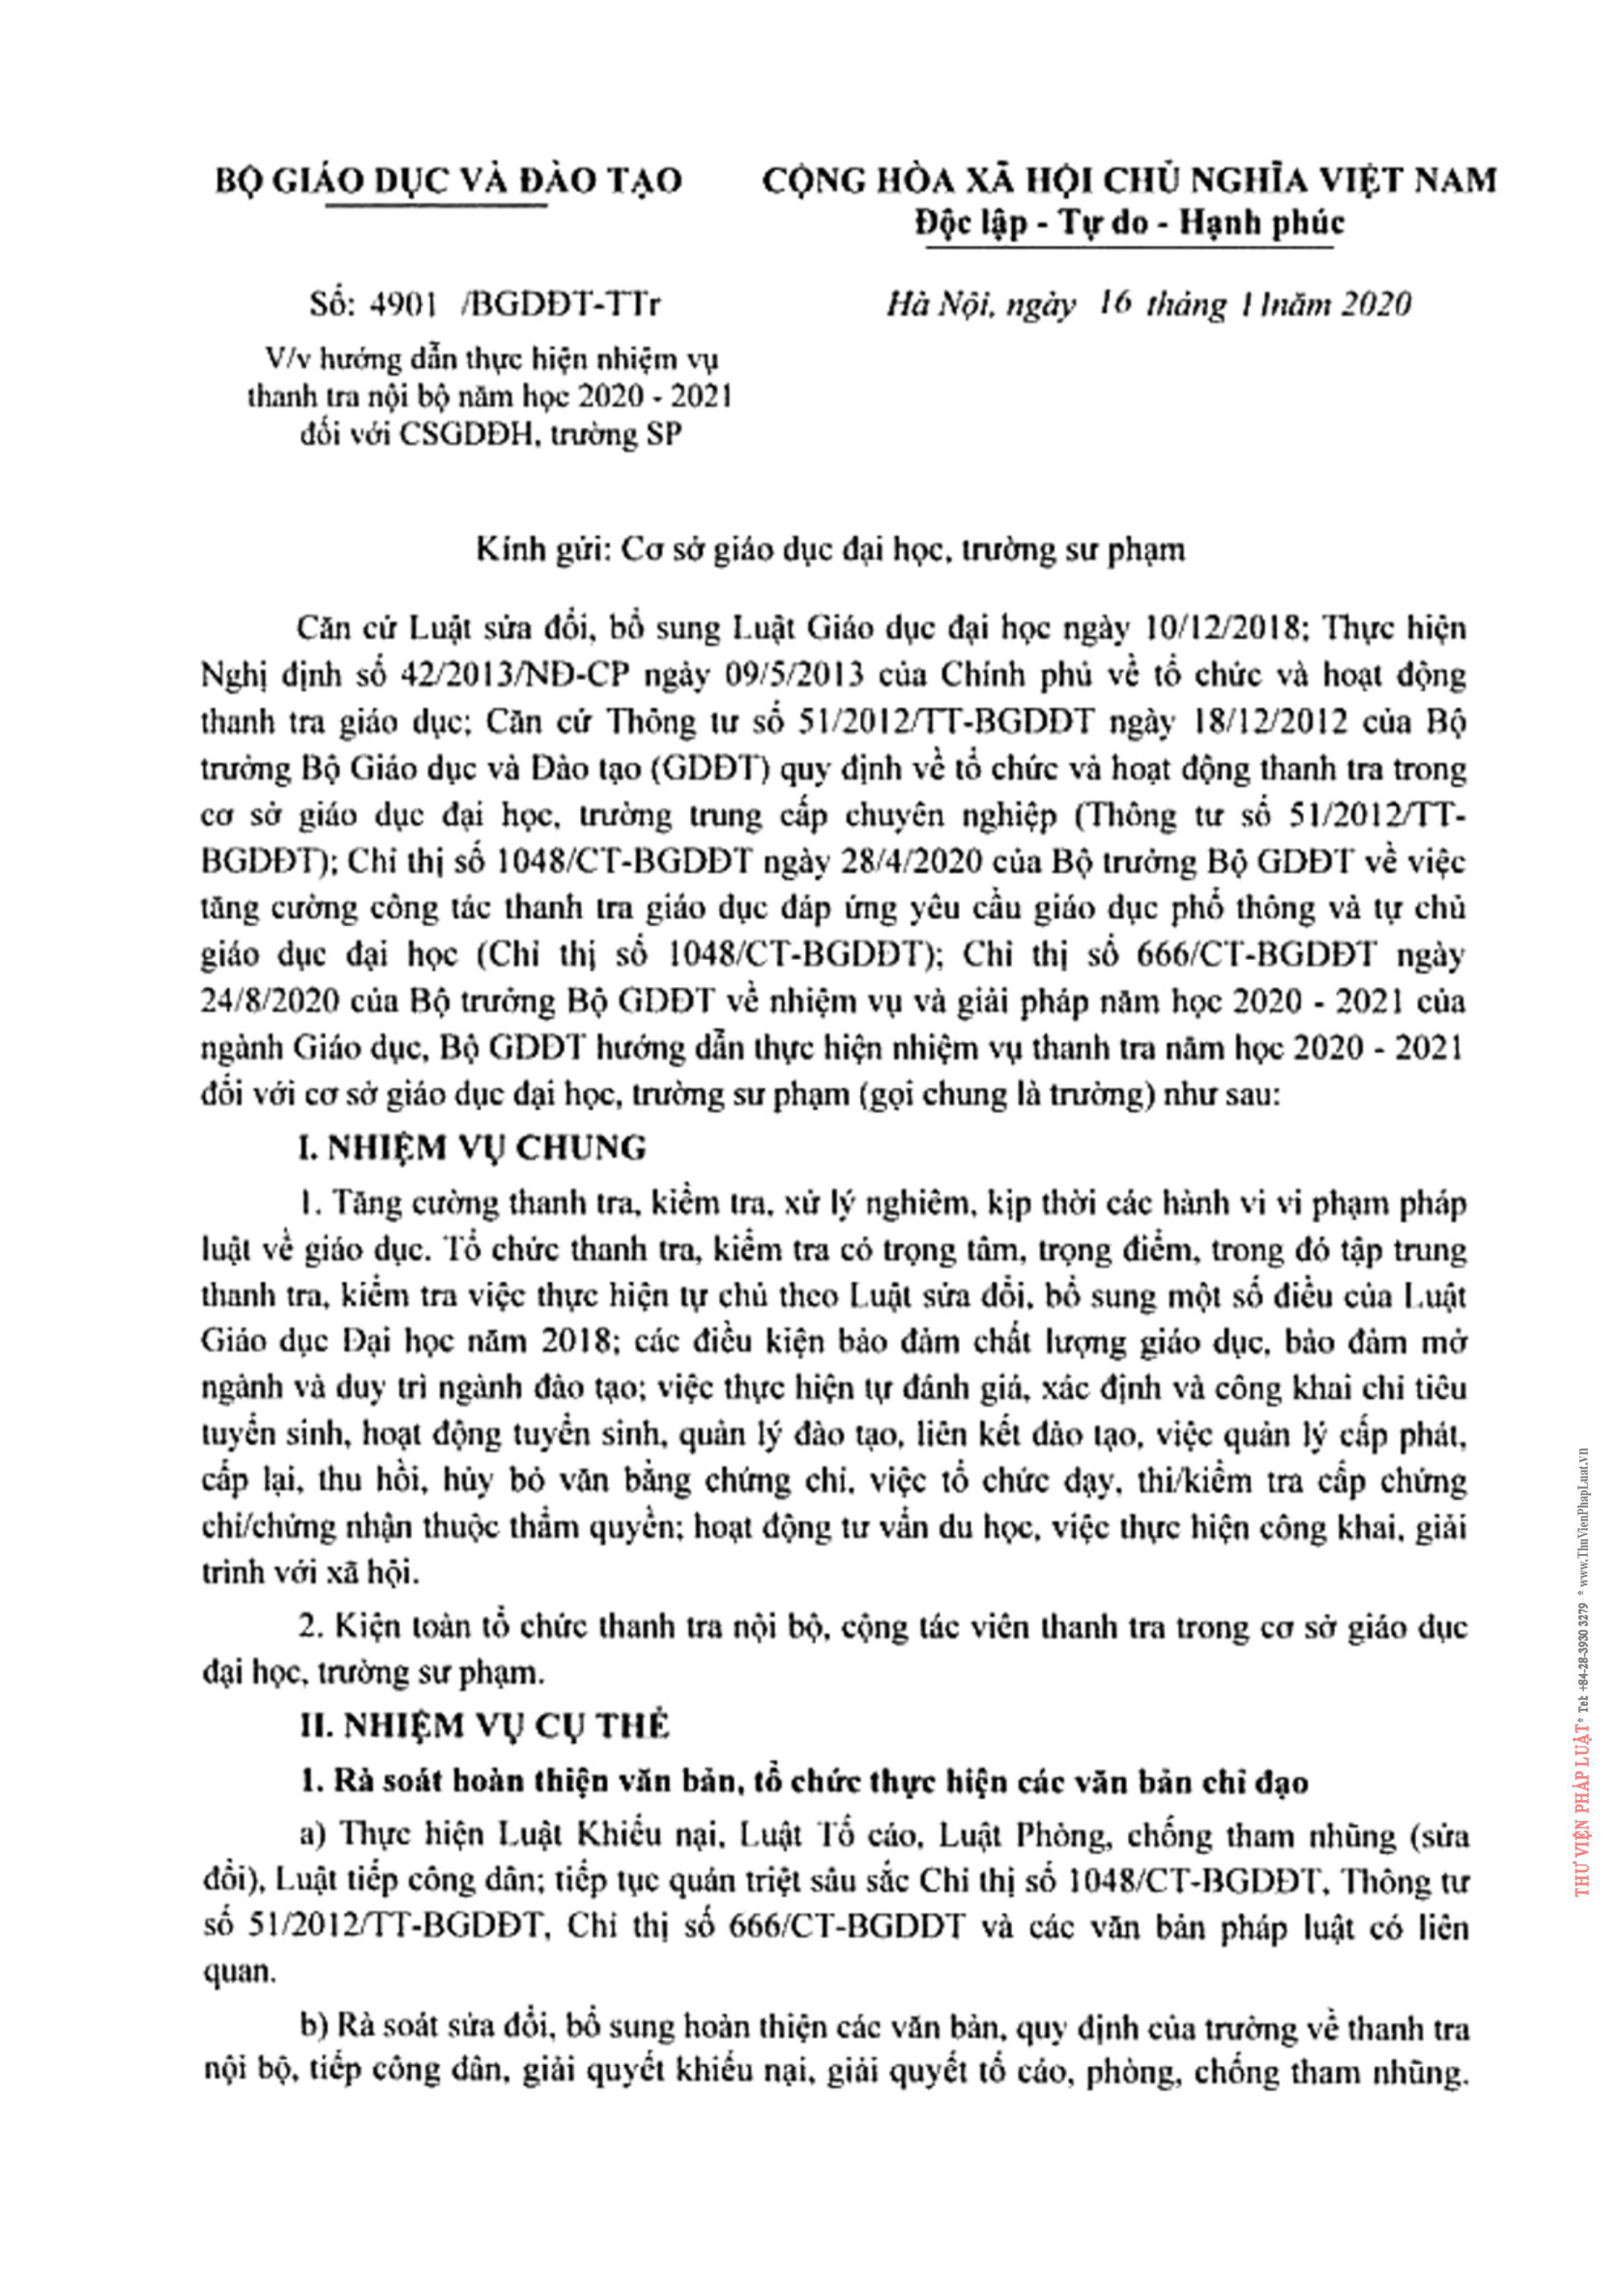 BỘ GIÁO DỤC VÀ ĐÀO TẠO
CỘNG HÒA XÃ HỘI CHỦ NGHĨA VIỆT NAM
Độc lập - Tự do - Hạnh phúc
Số: 4901 /BGDĐT-TTr
Hà Nội, ngày 16 tháng 11năm 2020
V/v hướng dẫn thực hiện nhiệm vụ
thanh tra nội bộ năm học 2020 - 2021
đối với CSGDĐH, trường SP
Kính gửi: Cơ sở giáo dục đại học, trường sư phạm
Căn cứ Luật sửa đổi, bổ sung Luật Giáo dục đại học ngày 10/12/2018; Thực hiện
Nghị định số 42/2013/NĐ-CP ngày 09/5/2013 của Chính phủ về tổ chức và hoạt động
thanh tra giáo dục; Căn cứ Thông tư số 51/2012/TT-BGDĐT ngày 18/12/2012 của Bộ
trưởng Bộ Giáo dục và Đào tạo (GDĐT) quy định về tổ chức và hoạt động thanh tra trong
cơ sở giáo dục đại học, trường trung cấp chuyên nghiệp (Thông tư số 51/2012/TT-
BGDĐT); Chỉ thị số 1048/CT-BGDĐT ngày 28/4/2020 của Bộ trưởng Bộ GDĐT về việc
tăng cường công tác thanh tra giáo dục đáp ứng yêu cầu giáo dục phổ thông và tự chủ
giáo dục đại học (Chỉ thị số 1048/CT-BGDĐT); Chỉ thị số 666/CT-BGDĐT ngày
24/8/2020 của Bộ trưởng Bộ GDĐT về nhiệm vụ và giải pháp năm học 2020 - 2021 của
ngành Giáo dục, Bộ GDĐT hướng dẫn thực hiện nhiệm vụ thanh tra năm học 2020 - 2021
đối với cơ sở giáo dục đại học, trường sư phạm (gọi chung là trường) như sau:
I. NHIỆM VỤ CHUNG
1. Tăng cường thanh tra, kiểm tra, xử lý nghiêm, kịp thời các hành vi vi phạm pháp
luật về giáo dục. Tổ chức thanh tra, kiểm tra có trọng tâm, trọng điểm, trong đó tập trung
thanh tra, kiểm tra việc thực hiện tự chủ theo Luật sửa đổi, bổ sung một số điều của Luật
Giáo dục Đại học năm 2018; các điều kiện bảo đảm chất lượng giáo dục, bảo đảm mở
ngành và duy trì ngành đào tạo; việc thực hiện tự đánh giá, xác định và công khai chỉ tiêu
tuyển sinh, hoạt động tuyển sinh, quản lý đào tạo, liên kết đào tạo, việc quản lý cấp phát,
cấp lại, thu hồi, hủy bỏ văn bằng chứng chỉ, việc tổ chức dạy, thi/kiểm tra cấp chứng
chỉ/chứng nhận thuộc thẩm quyền; hoạt động tư vấn du học, việc thực hiện công khai, giải
trình với xã hội.
2. Kiện toàn tổ chức thanh tra nội bộ, cộng tác viên thanh tra trong cơ sở giáo dục
đại học, trường sư phạm.
II. NHIỆM VỤ CỤ THỂ
1. Rà soát hoàn thiện văn bản, tổ chức thực hiện các văn bản chỉ đạo
a) Thực hiện Luật Khiếu nại, Luật Tố cáo, Luật Phòng, chống tham nhũng (sửa
đổi), Luật tiếp công dân; tiếp tục quán triệt sâu sắc Chỉ thị số 1048/CT-BGDĐT, Thông tư
số 51/2012/TT-BGDĐT, Chỉ thị số 666/CT-BGDĐT và các văn bản pháp luật có liên
quan.
b) Rà soát sửa đổi, bổ sung hoàn thiện các văn bản, quy định của trường về thanh tra
nội bộ, tiếp công dân, giải quyết khiếu nại, giải quyết tố cáo, phòng, chống tham nhũng.
THƯ VIỆN PHÁP LUẬT * Tel: +84-28-3930 3279 * www.ThuVienPhapLuat.vn